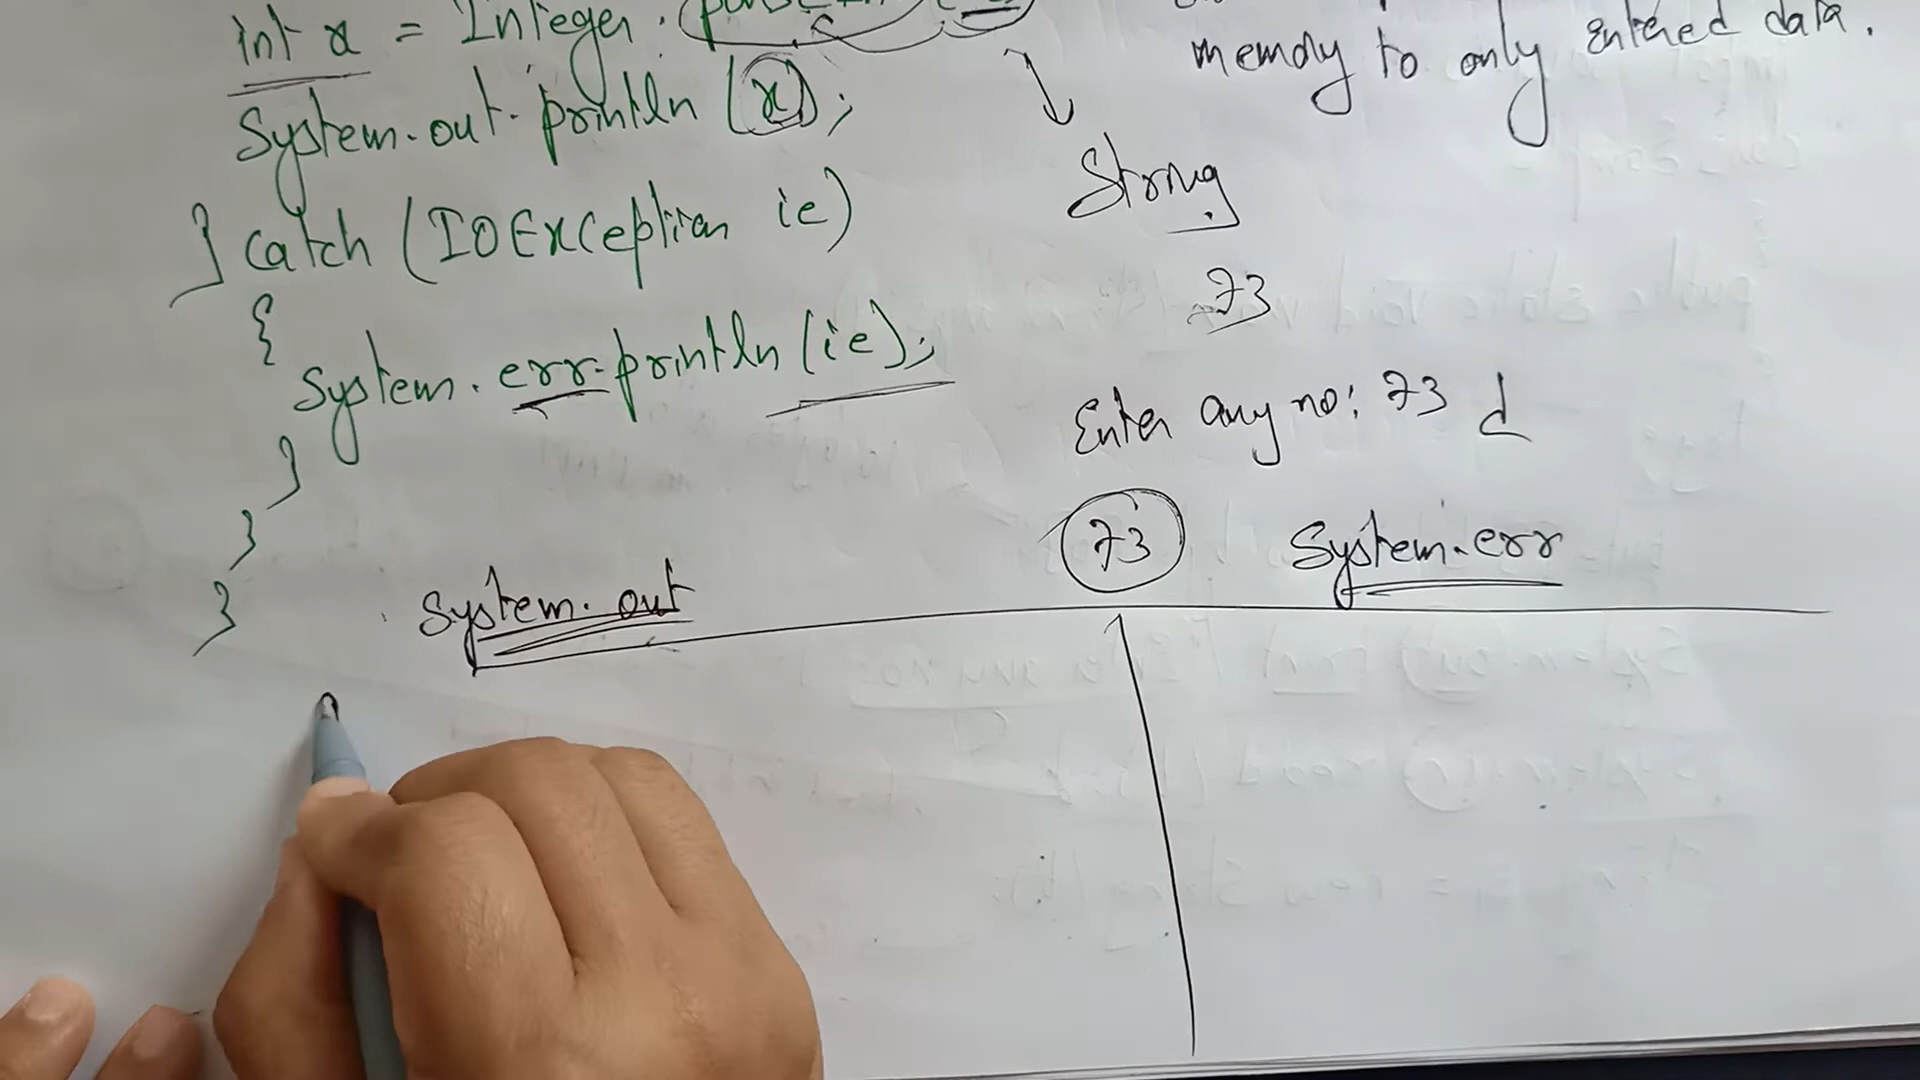 int x = Integer.
System.out.println (x);
} catch (IOException ie)
{
System.err.println (ie);
}
}
}
memory to only entered data.
String
73
Enter any no: 73
73
System.out
System.err